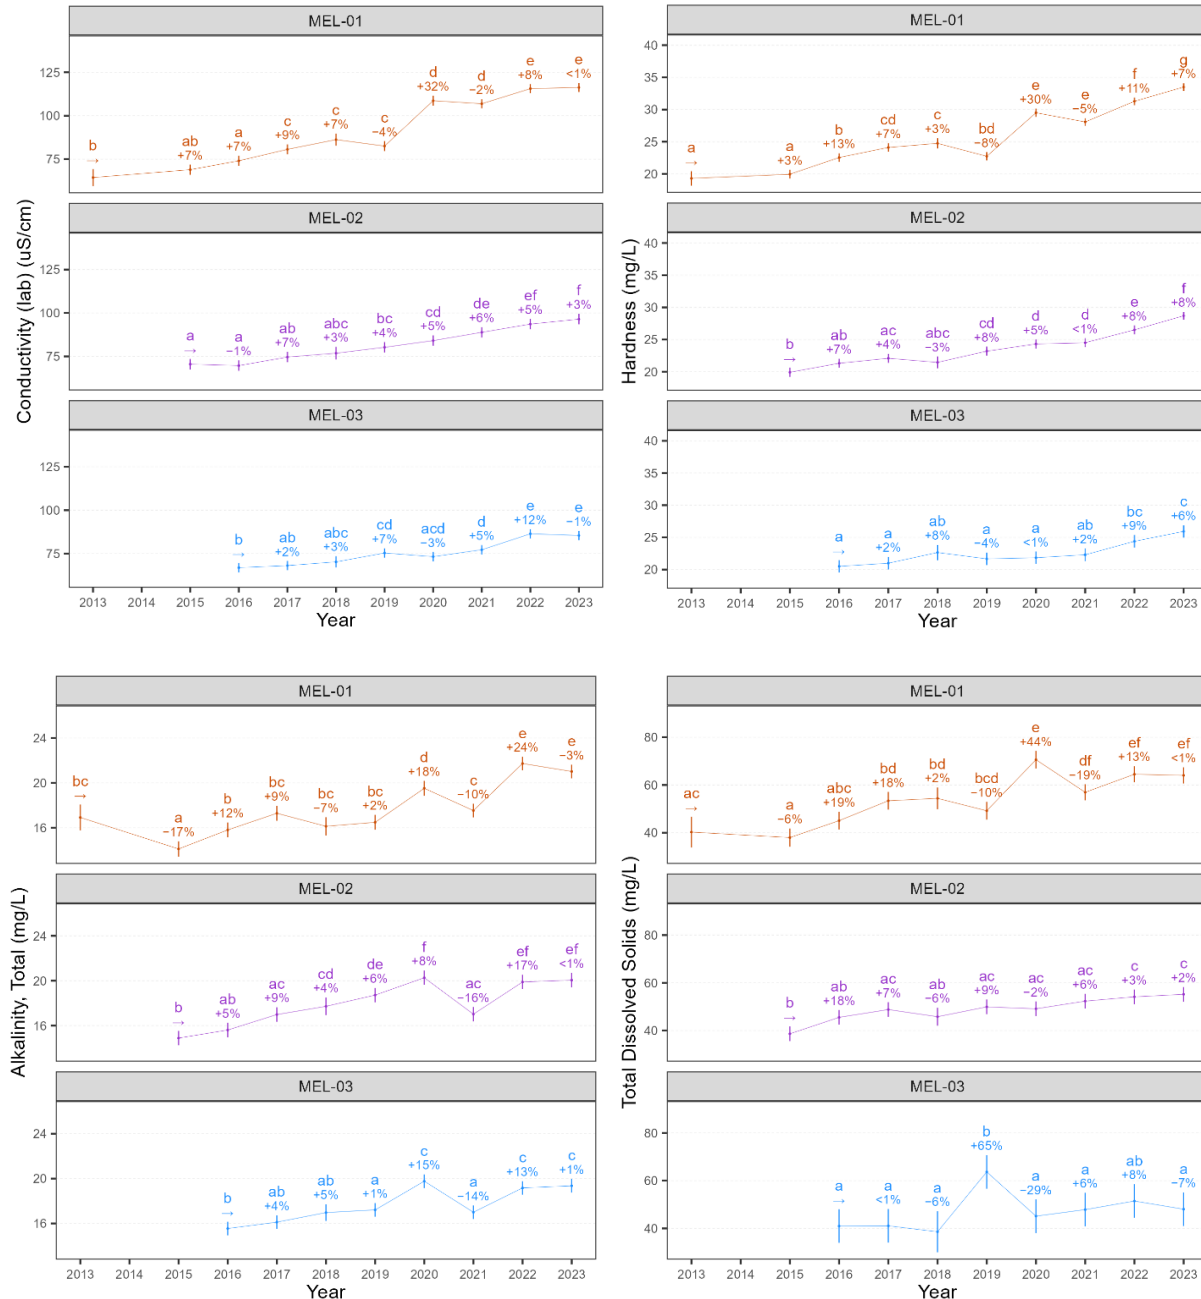 MEL-01
b
→
ab
+7%
a
+7%
c
+9%
c
+7%
c
−4%
d
+32%
d
−2%
e
+8%
e
<1%
125
100
75
MEL-02
a
→
a
−1%
ab
+7%
abc
+3%
bc
+4%
cd
+5%
de
+6%
ef
+5%
f
+3%
125
100
75
MEL-03
b
→
ab
+2%
abc
+3%
cd
+7%
acd
−3%
d
+5%
e
+12%
e
−1%
125
100
75
Conductivity (lab) (uS/cm)
2013 2014 2015 2016 2017 2018 2019 2020 2021 2022 2023
Year
MEL-01
a
→
a
+3%
b
+13%
cd
+7%
c
+3%
bd
−8%
e
+30%
e
−5%
f
+11%
g
+7%
40
35
30
25
20
MEL-02
b
→
ab
+7%
ac
+4%
abc
−3%
cd
+8%
d
+5%
d
<1%
e
+8%
f
+8%
40
35
30
25
20
MEL-03
a
→
a
+2%
ab
+8%
a
−4%
a
<1%
ab
+2%
bc
+9%
c
+6%
40
35
30
25
20
Hardness (mg/L)
2013 2014 2015 2016 2017 2018 2019 2020 2021 2022 2023
Year
MEL-01
bc
→
a
−17%
b
+12%
bc
+9%
bc
−7%
bc
+2%
d
+18%
c
−10%
e
+24%
e
−3%
24
20
16
MEL-02
b
→
ab
+5%
ac
+9%
cd
+4%
de
+6%
f
+8%
ac
−16%
ef
+17%
ef
<1%
24
20
16
MEL-03
b
→
ab
+4%
ab
+5%
a
+1%
c
+15%
a
−14%
c
+13%
c
+1%
24
20
16
Alkalinity, Total (mg/L)
2013 2014 2015 2016 2017 2018 2019 2020 2021 2022 2023
Year
MEL-01
ac
→
a
−6%
abc
+19%
bd
+18%
bd
+2%
bcd
−10%
e
+44%
df
−19%
ef
+13%
ef
<1%
80
60
40
MEL-02
b
→
ab
+18%
ac
+7%
ab
−6%
ac
+9%
ac
−2%
ac
+6%
c
+3%
c
+2%
80
60
40
MEL-03
a
→
a
<1%
a
−6%
b
+65%
a
−29%
a
+6%
ab
+8%
a
−7%
80
60
40
Total Dissolved Solids (mg/L)
2013 2014 2015 2016 2017 2018 2019 2020 2021 2022 2023
Year